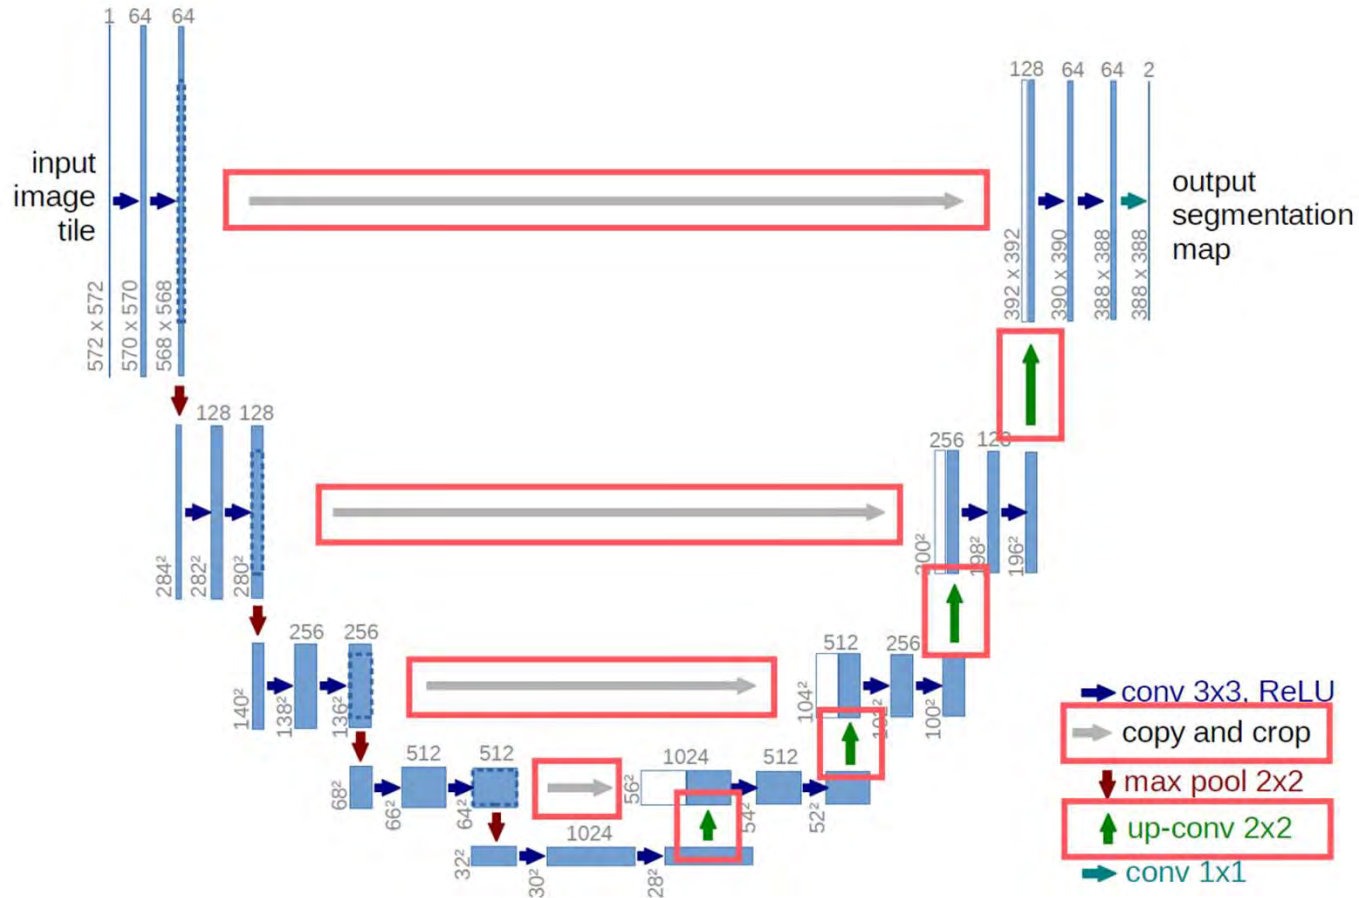 1 64 64
128 64 64 2
input
image
tile
output
segmentation
map
572 x 572
570 x 570
568 x 568
392 x 392
390 x 390
388 x 388
388 x 388
128 128
256 128
284²
282²
280²
200²
198²
196²
256 256
512 256
140²
138²
136²
104²
102²
100²
512 512
1024 512
68²
66²
64²
56²
54²
52²
1024
32²
30²
28²
conv 3x3, ReLU
copy and crop
max pool 2x2
up-conv 2x2
conv 1x1